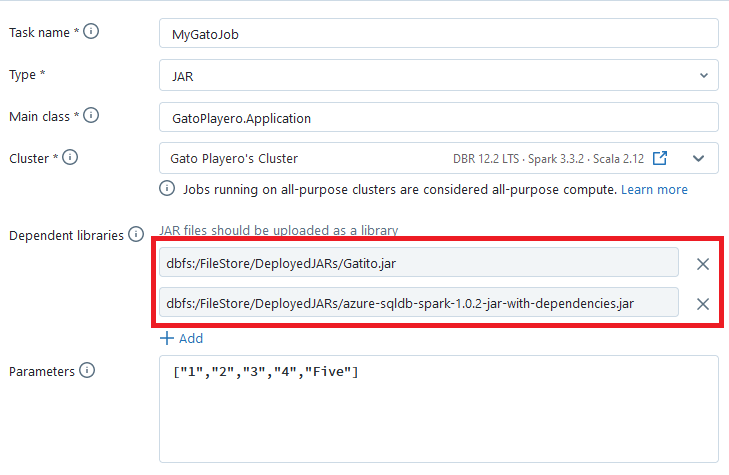 Task name *
MyGatoJob
Type *
JAR
Main class *
GatoPlayero.Application
Cluster *
Gato Playero's Cluster DBR 12.2 LTS · Spark 3.3.2 · Scala 2.12
Jobs running on all-purpose clusters are considered all-purpose compute. Learn more
Dependent libraries
JAR files should be uploaded as a library
dbfs:/FileStore/DeployedJARs/Gatito.jar
dbfs:/FileStore/DeployedJARs/azure-sqldb-spark-1.0.2-jar-with-dependencies.jar
+ Add
Parameters
["1","2","3","4","Five"]